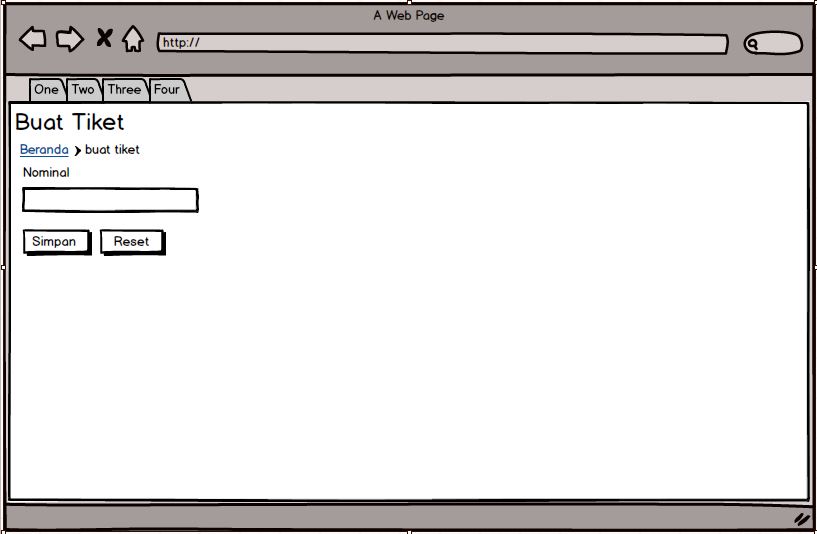 A Web Page
http://
One Two Three Four
Buat Tiket
Beranda > buat tiket
Nominal
Simpan Reset